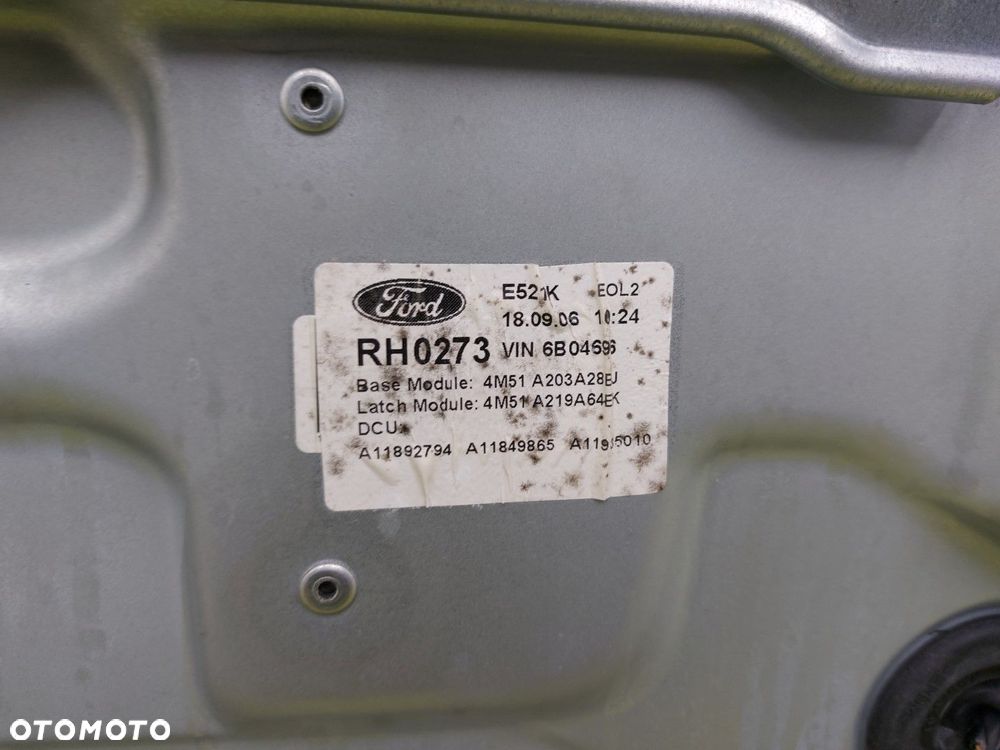 Ford
E521K EOL2
18.09.06 10:24
RH0273 VIN 6B04696
Base Module: 4M51 A203A28EJ
Latch Module: 4M51 A219A64EK
DCU:
A11892794 A11849865
OTOMOTO